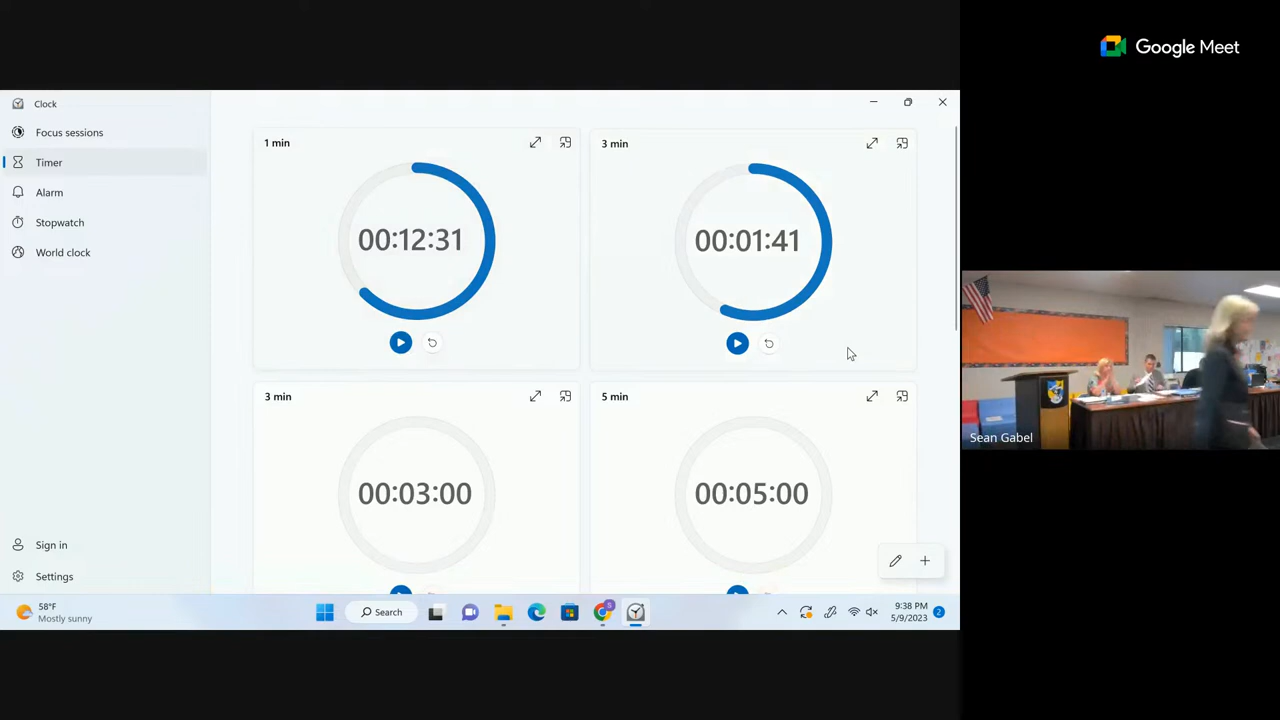 Google Meet
Clock
Focus sessions
Timer
Alarm
Stopwatch
World clock
Sign in
Settings
1 min
00:12:31
3 min
00:01:41
3 min
00:03:00
5 min
00:05:00
Sean Gabel
58°F
Mostly sunny
Search
9:38 PM
5/9/2023
2